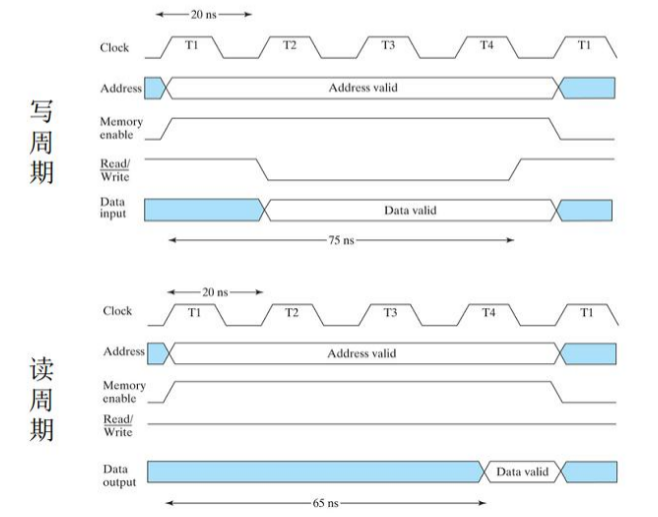 写周期
20 ns
Clock T1 T2 T3 T4 T1
Address Address valid
Memory
enable
Read/
Write
Data
input Data valid
75 ns
读周期
20 ns
Clock T1 T2 T3 T4 T1
Address Address valid
Memory
enable
Read/
Write
Data
output Data valid
65 ns